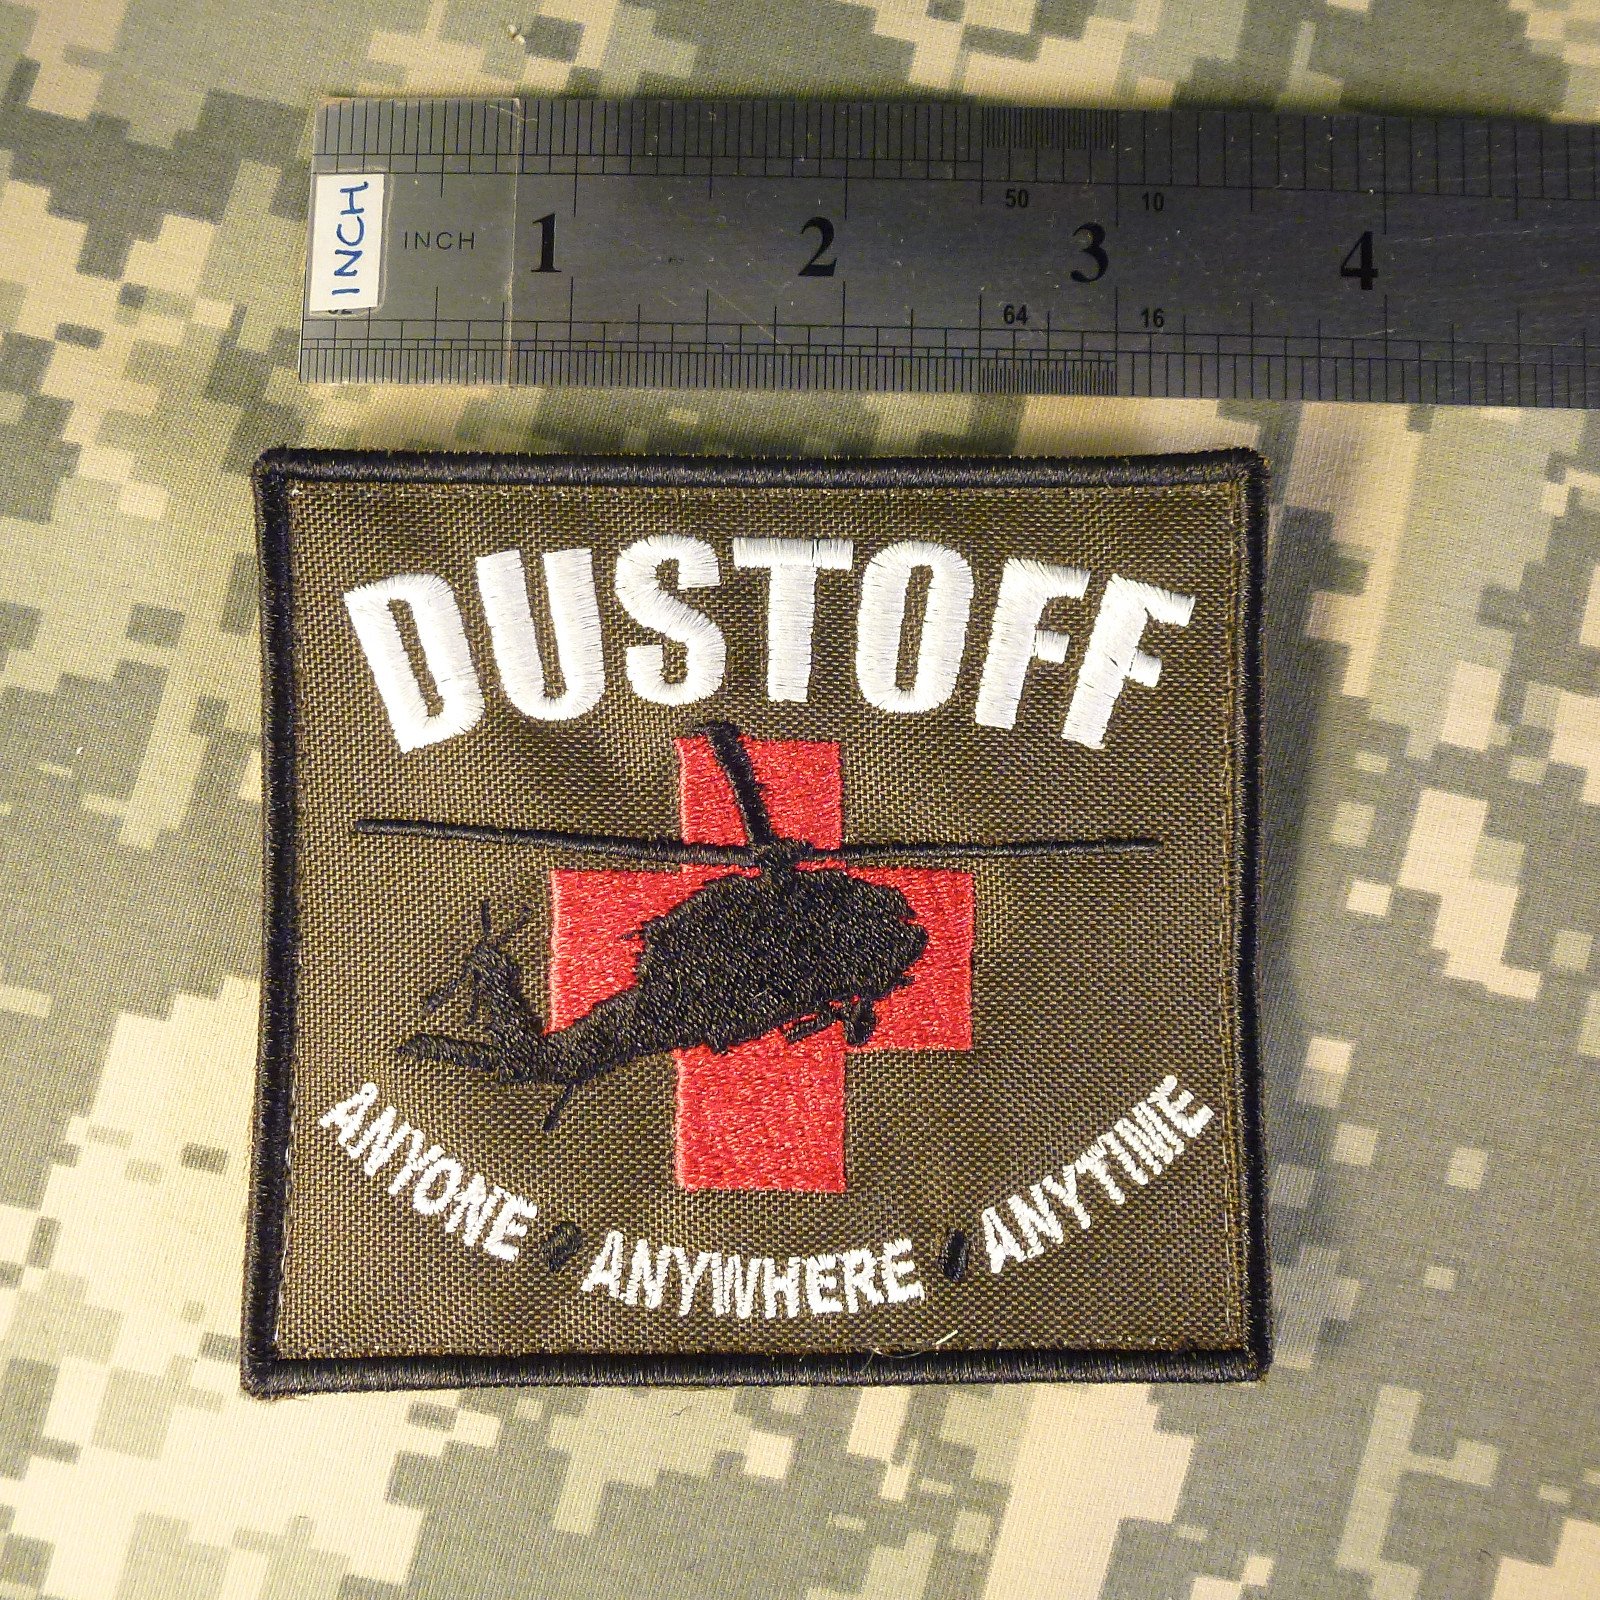 50 10
INCH INCH 1 2 3 4
64 16
DUSTOFF
ANYONE • ANYWHERE • ANYTIME